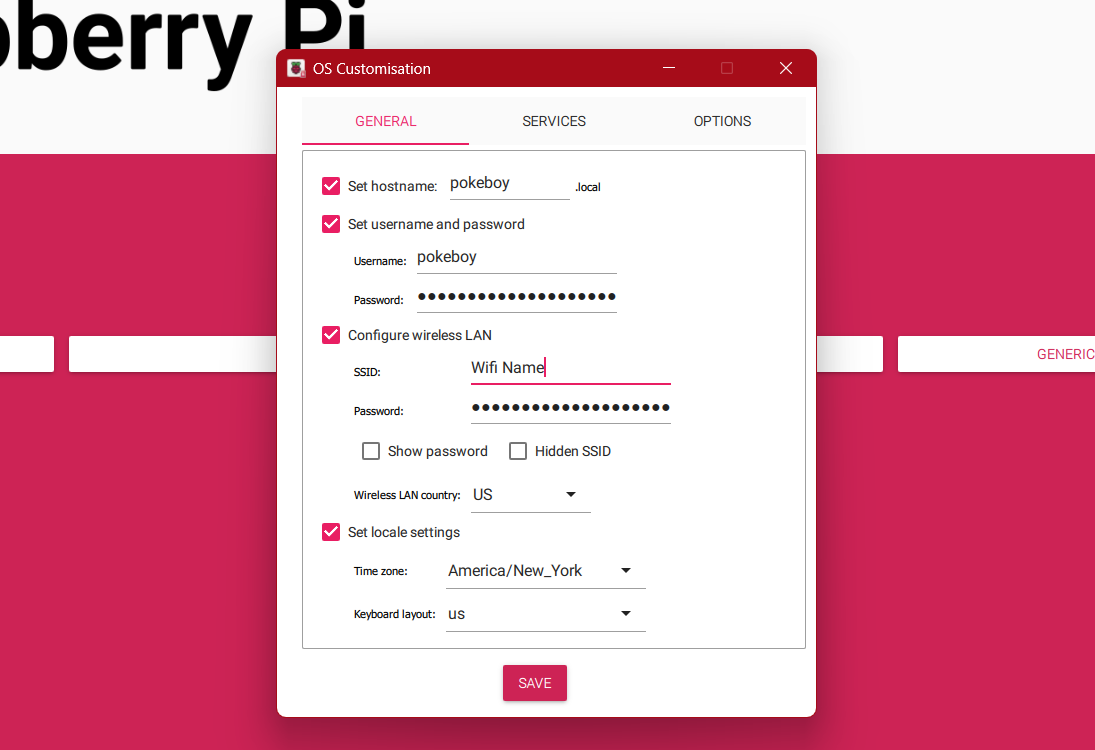 berry Pi
OS Customisation
GENERAL SERVICES OPTIONS
Set hostname: pokeboy .local
Set username and password
Username: pokeboy
Password: ●●●●●●●●●●●●●●●●●●●●
Configure wireless LAN
SSID: Wifi Name
Password: ●●●●●●●●●●●●●●●●●●●●
Show password Hidden SSID
Wireless LAN country: US
Set locale settings
Time zone: America/New_York
Keyboard layout: us
SAVE
GENERIC